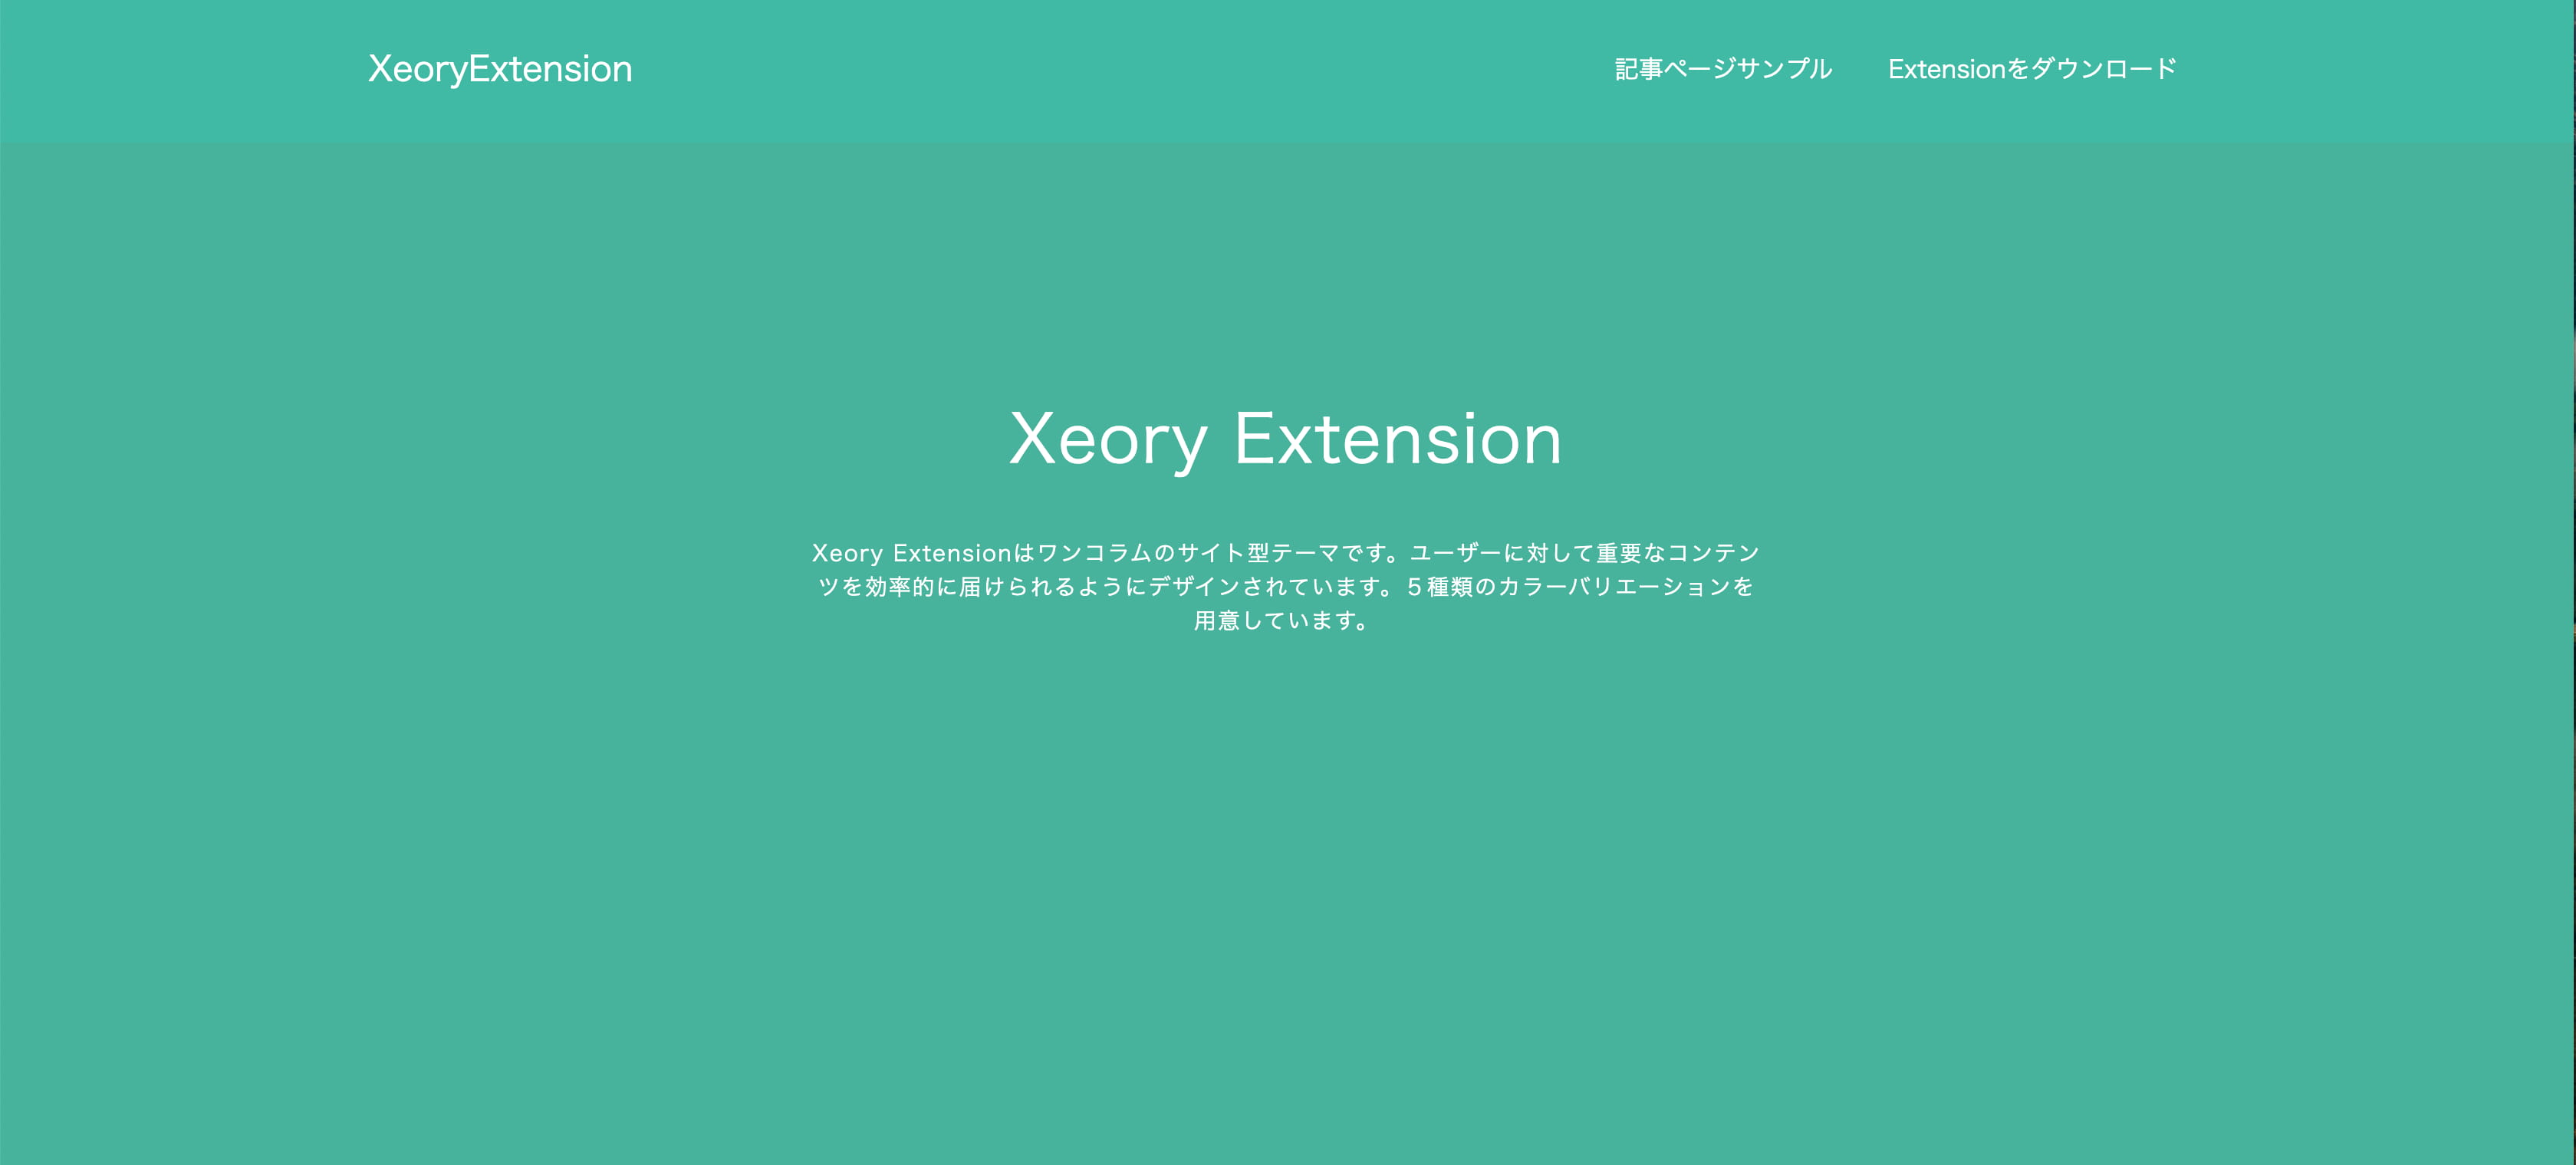 XeoryExtension
記事ページサンプル
Extensionをダウンロード
Xeory Extension
Xeory Extensionはワンコラムのサイト型テーマです。ユーザーに対して重要なコンテン
ツを効率的に届けられるようにデザインされています。５種類のカラーバリエーションを
用意しています。